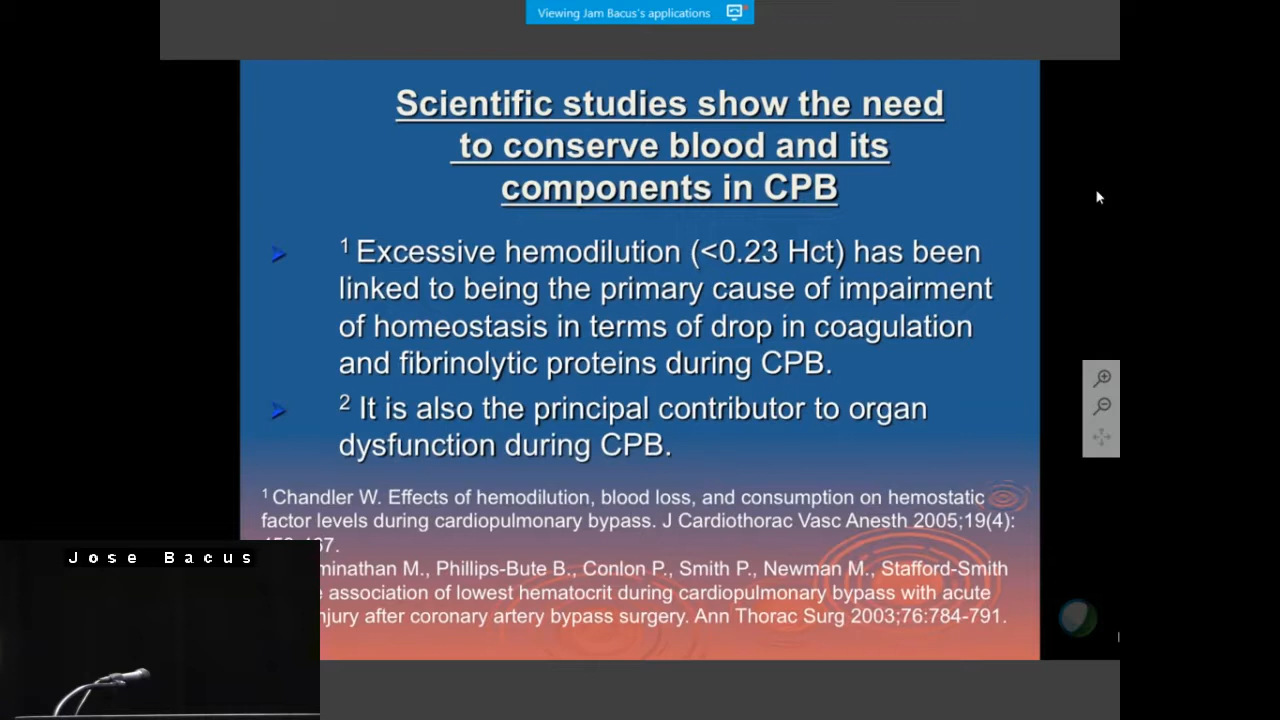 Viewing Jam Bacus's applications
Scientific studies show the need
to conserve blood and its
components in CPB
1 Excessive hemodilution (<0.23 Hct) has been
linked to being the primary cause of impairment
of homeostasis in terms of drop in coagulation
and fibrinolytic proteins during CPB.
2 It is also the principal contributor to organ
dysfunction during CPB.
1 Chandler W. Effects of hemodilution, blood loss, and consumption on hemostatic
factor levels during cardiopulmonary bypass. J Cardiothorac Vasc Anesth 2005;19(4):
minathan M., Phillips-Bute B., Conlon P., Smith P., Newman M., Stafford-Smith
association of lowest hematocrit during cardiopulmonary bypass with acute
njury after coronary artery bypass surgery. Ann Thorac Surg 2003;76:784-791.
Jose Bacus